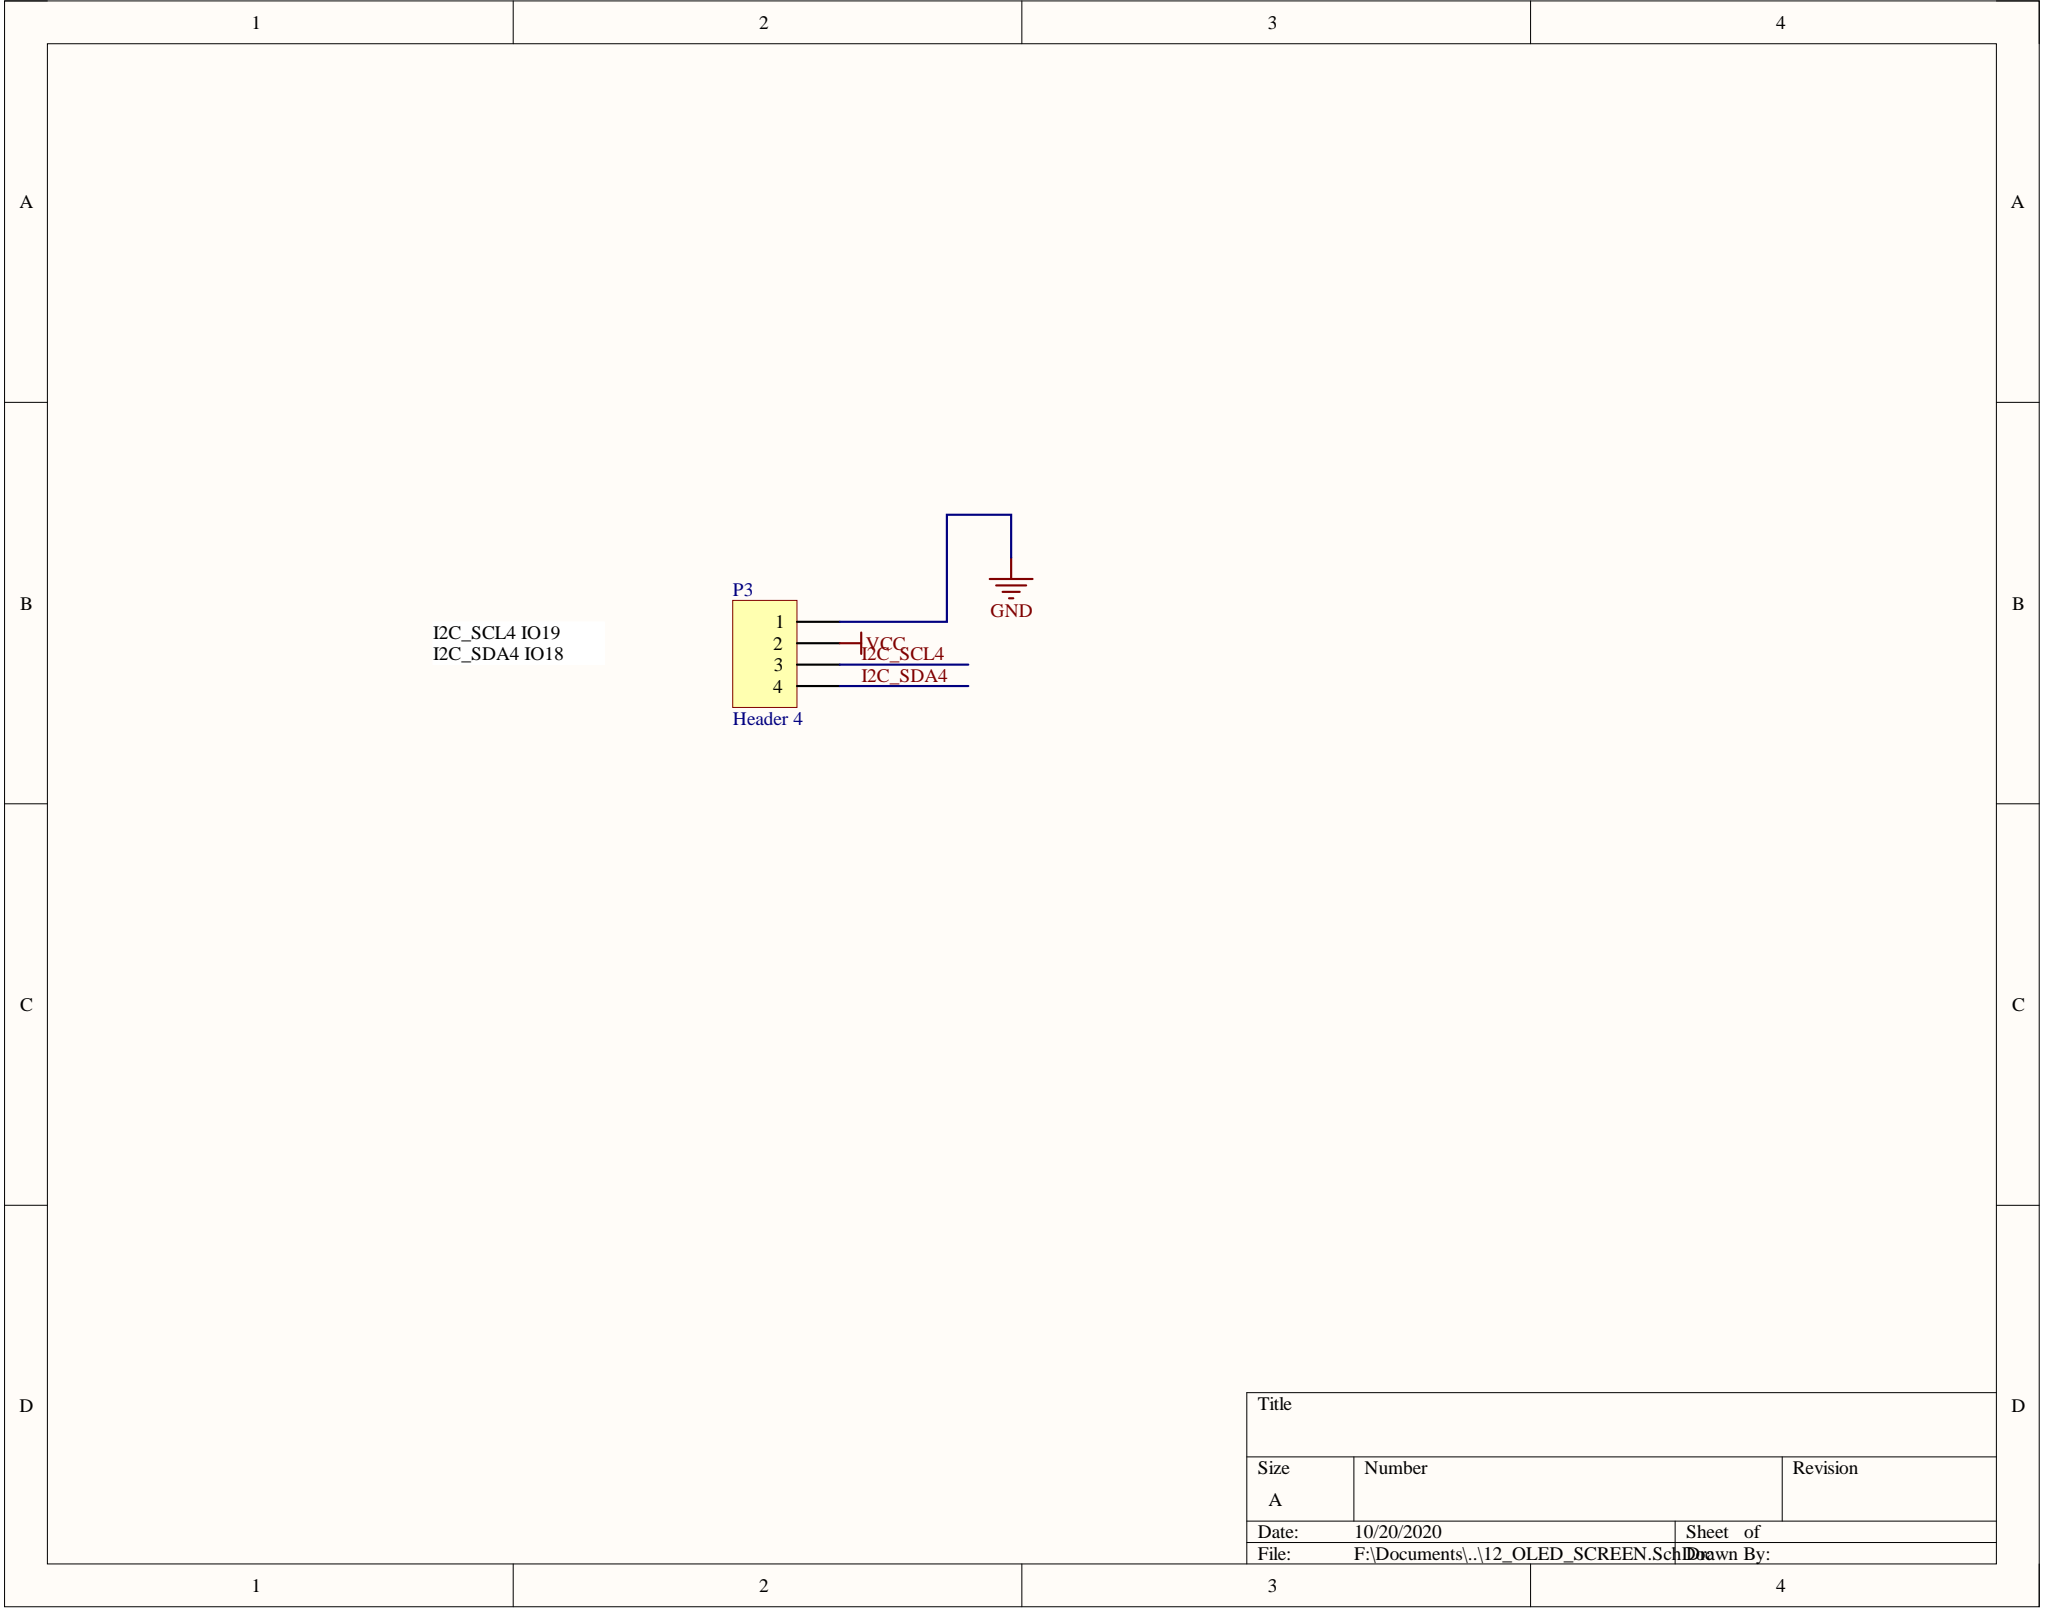 1 2 3 4
A A
B B
C C
D D
P3
1
2
3
4
Header 4
GND
VCC
I2C_SCL4
I2C_SDA4
I2C_SCL4 IO19
I2C_SDA4 IO18
Title
Size Number Revision
A
Date: 10/20/2020 Sheet of
File: F:\Documents\..\12_OLED_SCREEN.SchDoc Drawn By:
1 2 3 4